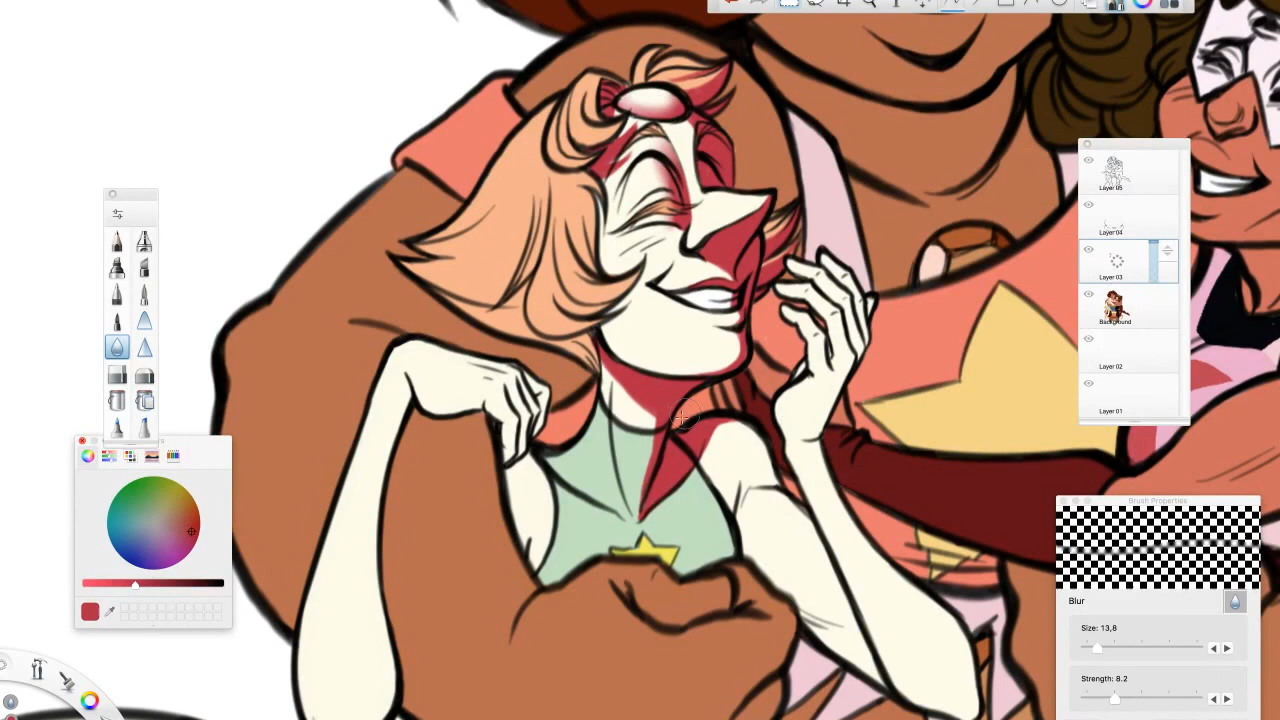 Layer 05
Layer 04
Layer 03
Background
Layer 02
Layer 01
Brush Properties
Blur
Size: 13,8
Strength: 8.2